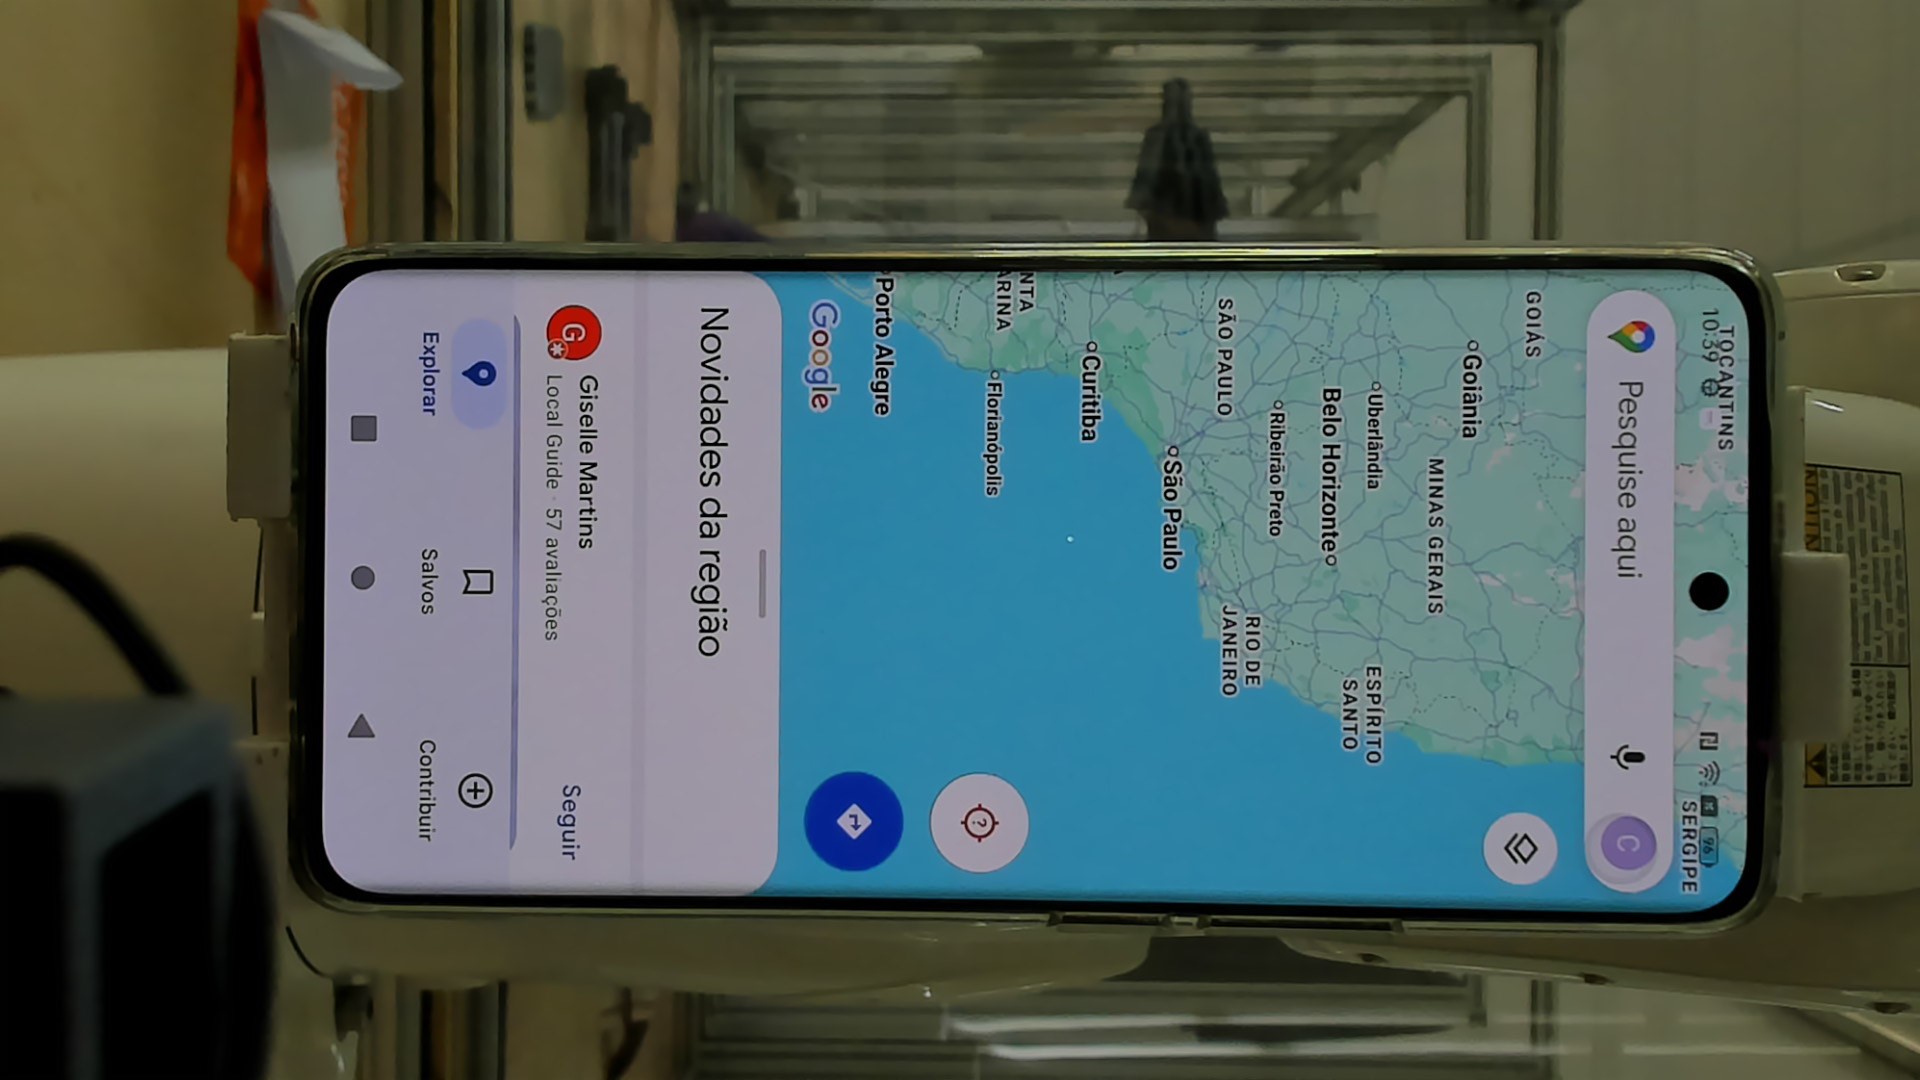 TOCANTINS
10:39
96
SERGIPE
Pesquise aqui
C
GOIÁS
Goiânia
MINAS GERAIS
Uberlândia
Belo Horizonte
ESPÍRITO
SANTO
Ribeirão Preto
RIO DE
JANEIRO
SÃO PAULO
São Paulo
Curitiba
NTA
ARINA
Florianópolis
Porto Alegre
Google
Novidades da região
G
Giselle Martins
Local Guide · 57 avaliações
Seguir
Explorar
Salvos
Contribuir